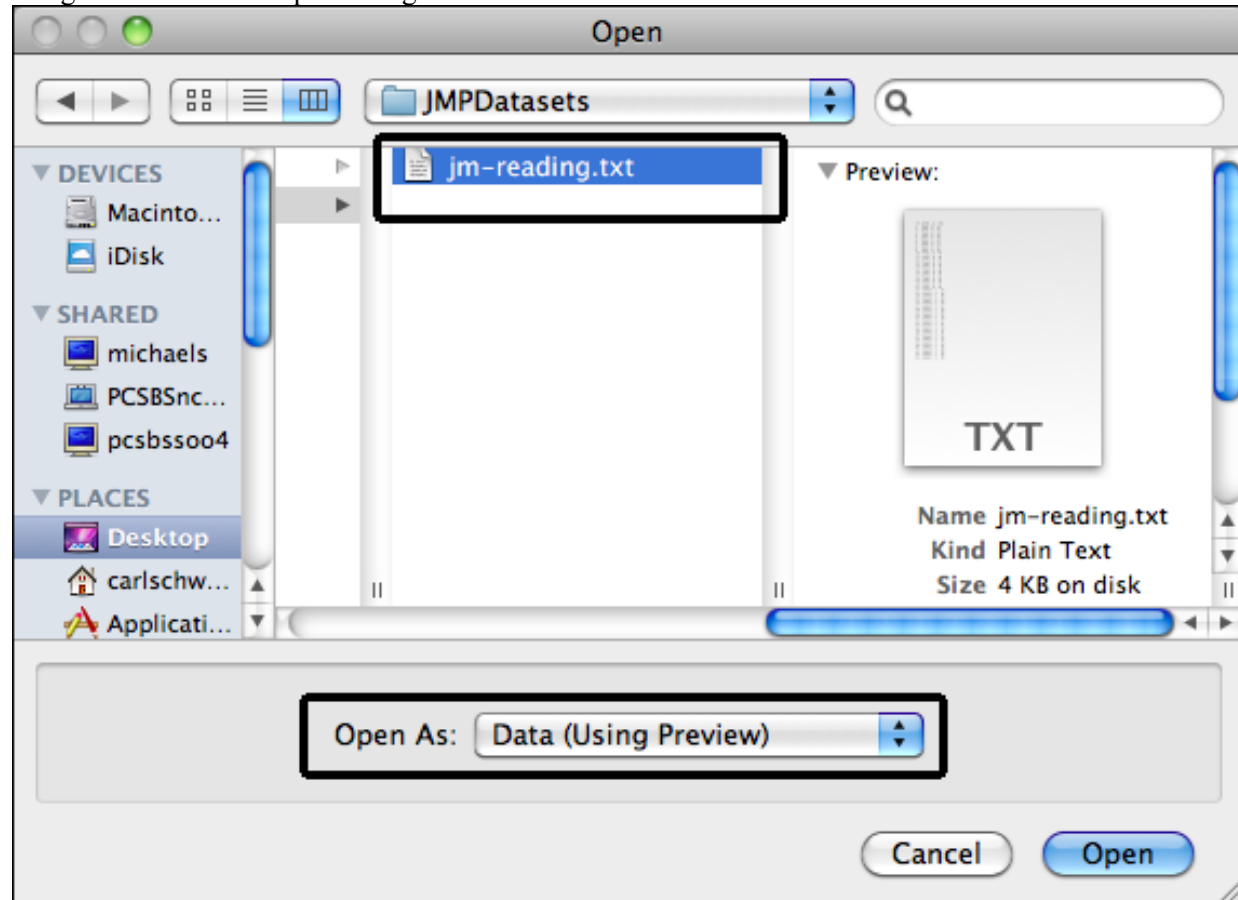 Open
JMPDatasets
DEVICES
Macinto...
iDisk
SHARED
michaels
PCSBSnc...
pcsbssoo4
PLACES
Desktop
carlschw...
Applicati...
jm-reading.txt
Preview:
TXT
Name jm-reading.txt
Kind Plain Text
Size 4 KB on disk
Open As: Data (Using Preview)
Cancel Open